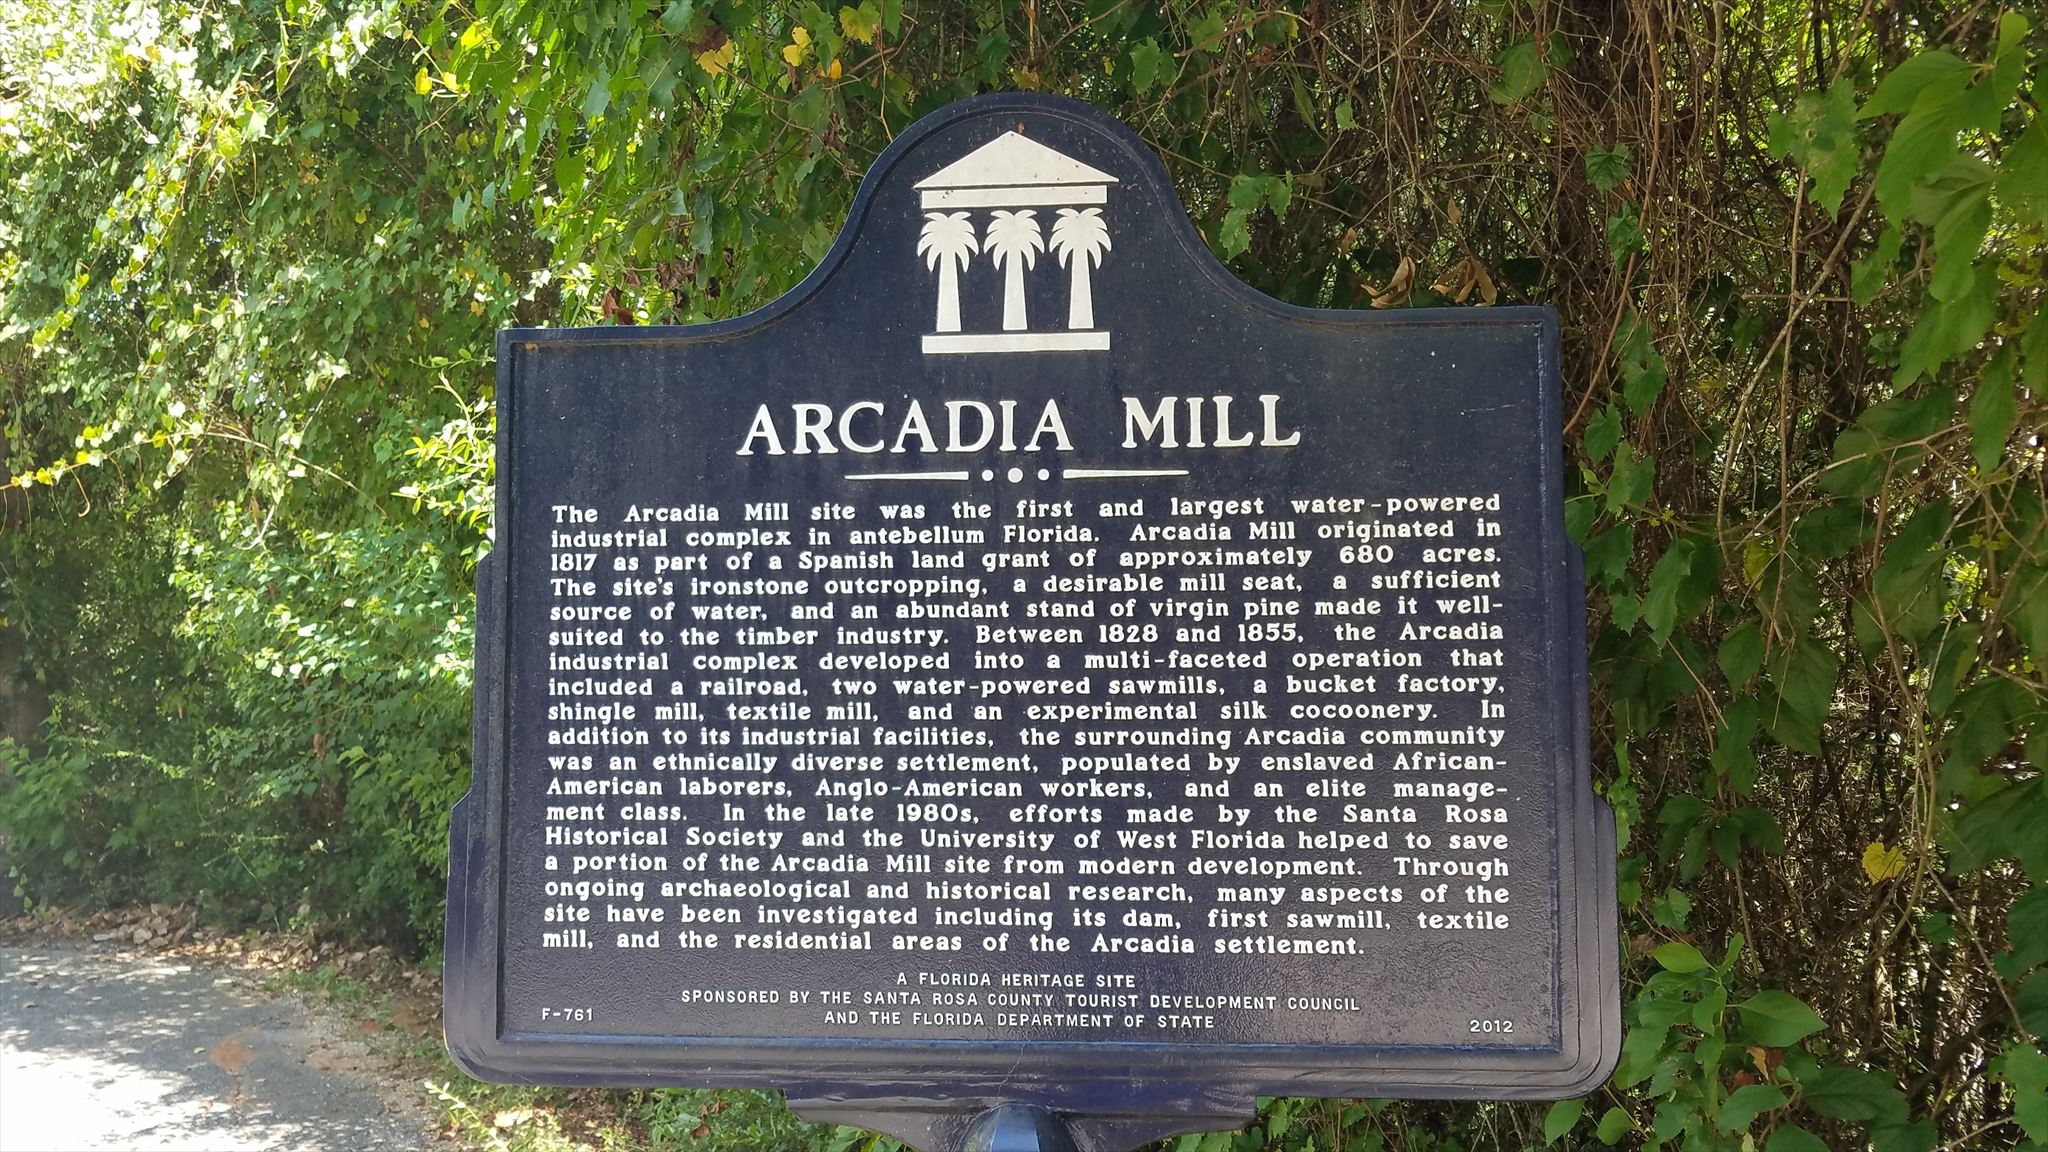 ARCADIA MILL
The Arcadia Mill site was the first and largest water-powered
industrial complex in antebellum Florida. Arcadia Mill originated in
1817 as part of a Spanish land grant of approximately 680 acres.
The site's ironstone outcropping, a desirable mill seat, a sufficient
source of water, and an abundant stand of virgin pine made it well-
suited to the timber industry. Between 1828 and 1855, the Arcadia
industrial complex developed into a multi-faceted operation that
included a railroad, two water-powered sawmills, a bucket factory,
shingle mill, textile mill, and an experimental silk cocoonery. In
addition to its industrial facilities, the surrounding Arcadia community
was an ethnically diverse settlement, populated by enslaved African-
American laborers, Anglo-American workers, and an elite manage-
ment class. In the late 1980s, efforts made by the Santa Rosa
Historical Society and the University of West Florida helped to save
a portion of the Arcadia Mill site from modern development. Through
ongoing archaeological and historical research, many aspects of the
site have been investigated including its dam, first sawmill, textile
mill, and the residential areas of the Arcadia settlement.
A FLORIDA HERITAGE SITE
SPONSORED BY THE SANTA ROSA COUNTY TOURIST DEVELOPMENT COUNCIL
F-761 AND THE FLORIDA DEPARTMENT OF STATE 2012